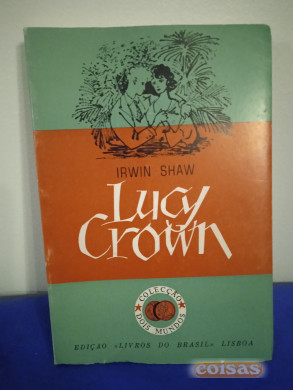 IRWIN SHAW
Lucy
Crown
COLECÇÃO
DOIS MUNDOS
EDIÇÃO «LIVROS DO BRASIL» LISBOA
coisas